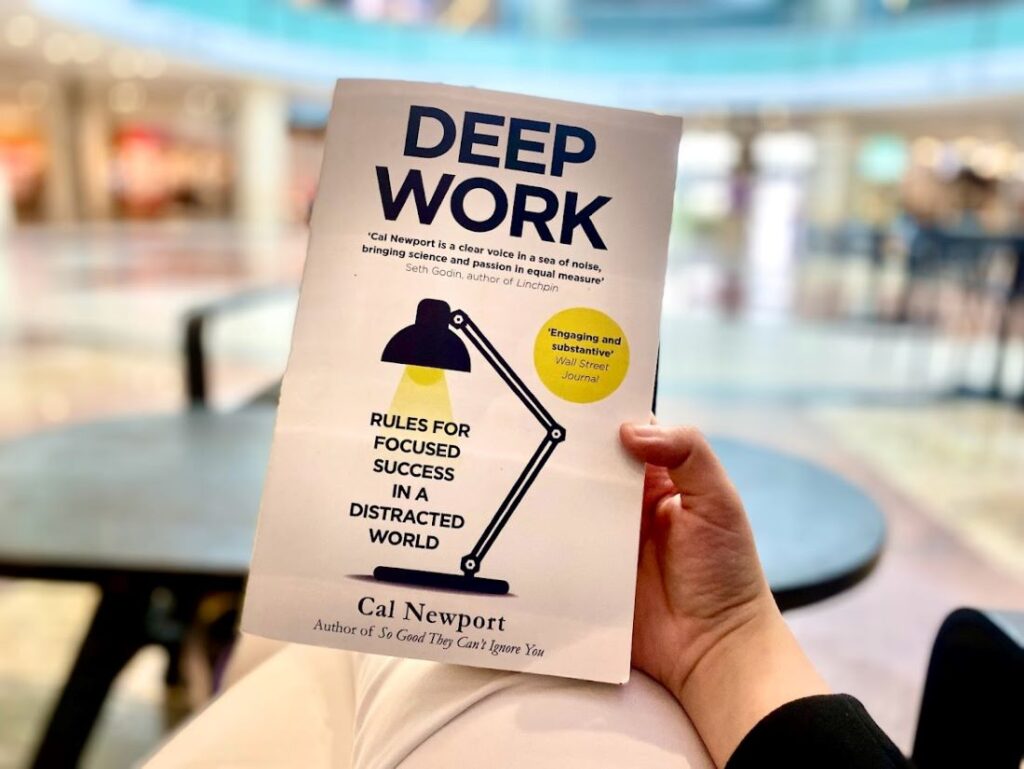 DEEP
WORK
'Cal Newport is a clear voice in a sea of noise,
bringing science and passion in equal measure'
Seth Godin, author of Linchpin
'Engaging and
substantive'
Wall Street
Journal
RULES FOR
FOCUSED
SUCCESS
IN A
DISTRACTED
WORLD
Cal Newport
Author of So Good They Can't Ignore You